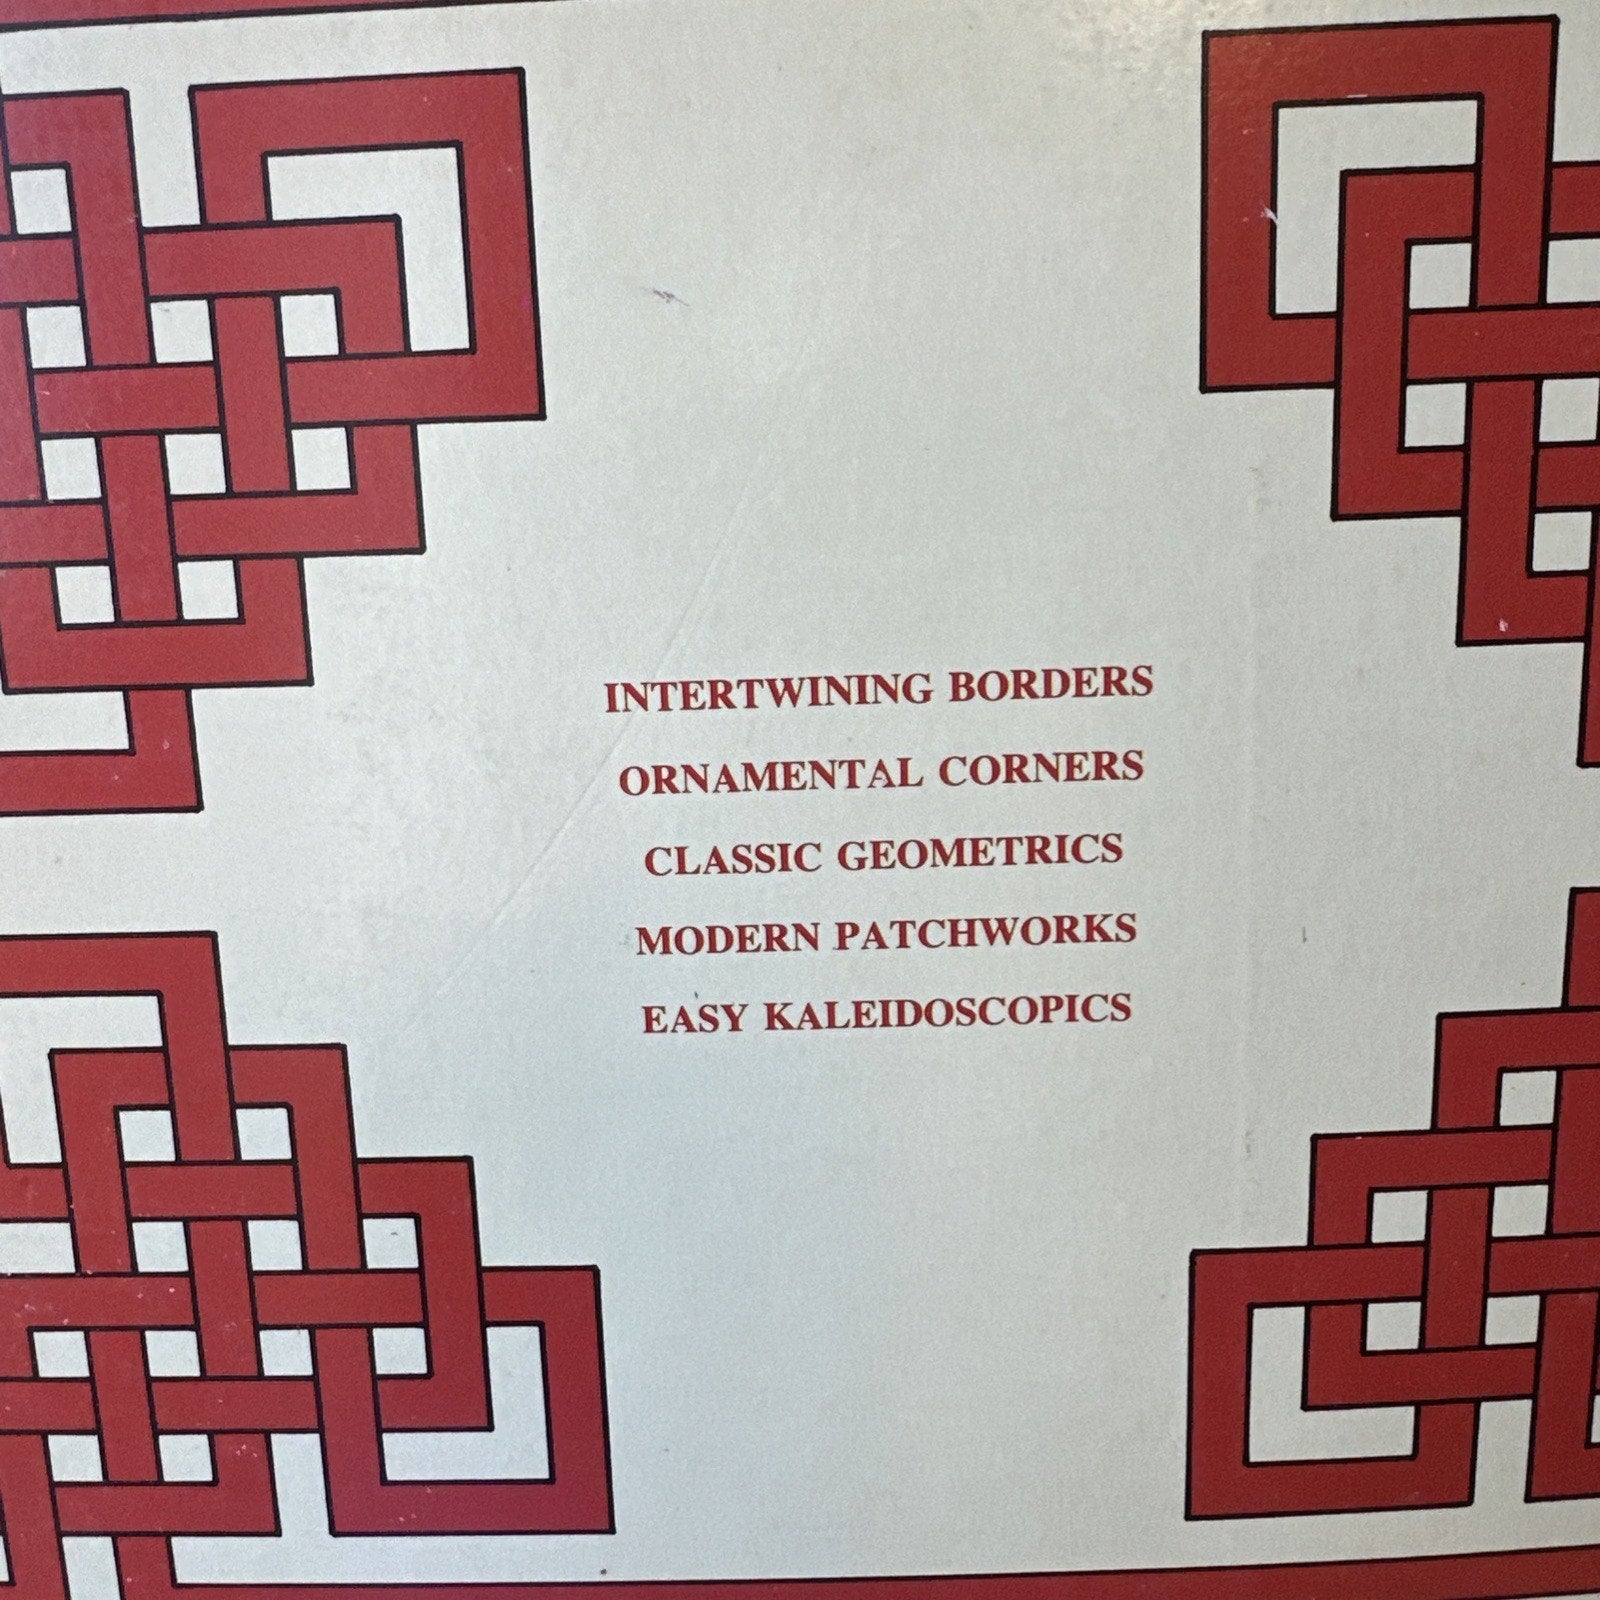 INTERTWINING BORDERS
ORNAMENTAL CORNERS
CLASSIC GEOMETRICS
MODERN PATCHWORKS
EASY KALEIDOSCOPICS